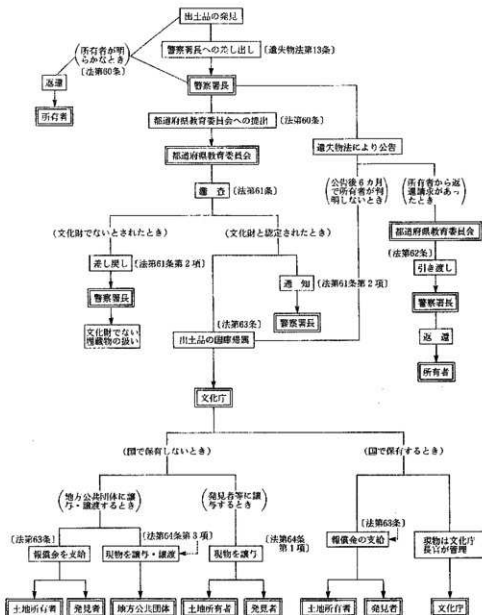 出土品の発見
(所有者が明
らかなとき)
警察署長への差し出し
〔遺失物法第13条〕
返還
〔法第60条〕
警察署長
所有者
都道府県教育委員会への提出
〔法第60条〕
遺失物法により公告
都道府県教育委員会
(公告後6カ月
で所有者が判
明しないとき)
(所有者から返
還請求があっ
たとき)
鑑査
〔法第61条〕
都道府県教育委員会
(文化財でないとされたとき)
(文化財と認定されたとき)
〔法第62条〕
引き渡し
差し戻し
〔法第61条第2項〕
通知
〔法第61条第2項〕
警察署長
警察署長
警察署長
〔法第63条〕
文化財でない
埋蔵物の扱い
出土品の国庫帰属
返還
所有者
文化庁
(国で保有しないとき)
(国で保有するとき)
(地方公共団体に譲
与・譲渡するとき)
(発見者等に譲
与するとき)
〔法第63条〕
〔法第64条第3項〕
〔法第63条〕
報償金を支給
現物を譲与・譲渡
現物を譲与
〔法第64条
第1項〕
報償金の支給
現物は文化庁
長官が管理
土地所有者
発見者
地方公共団体
土地所有者
発見者
土地所有者
発見者
文化庁